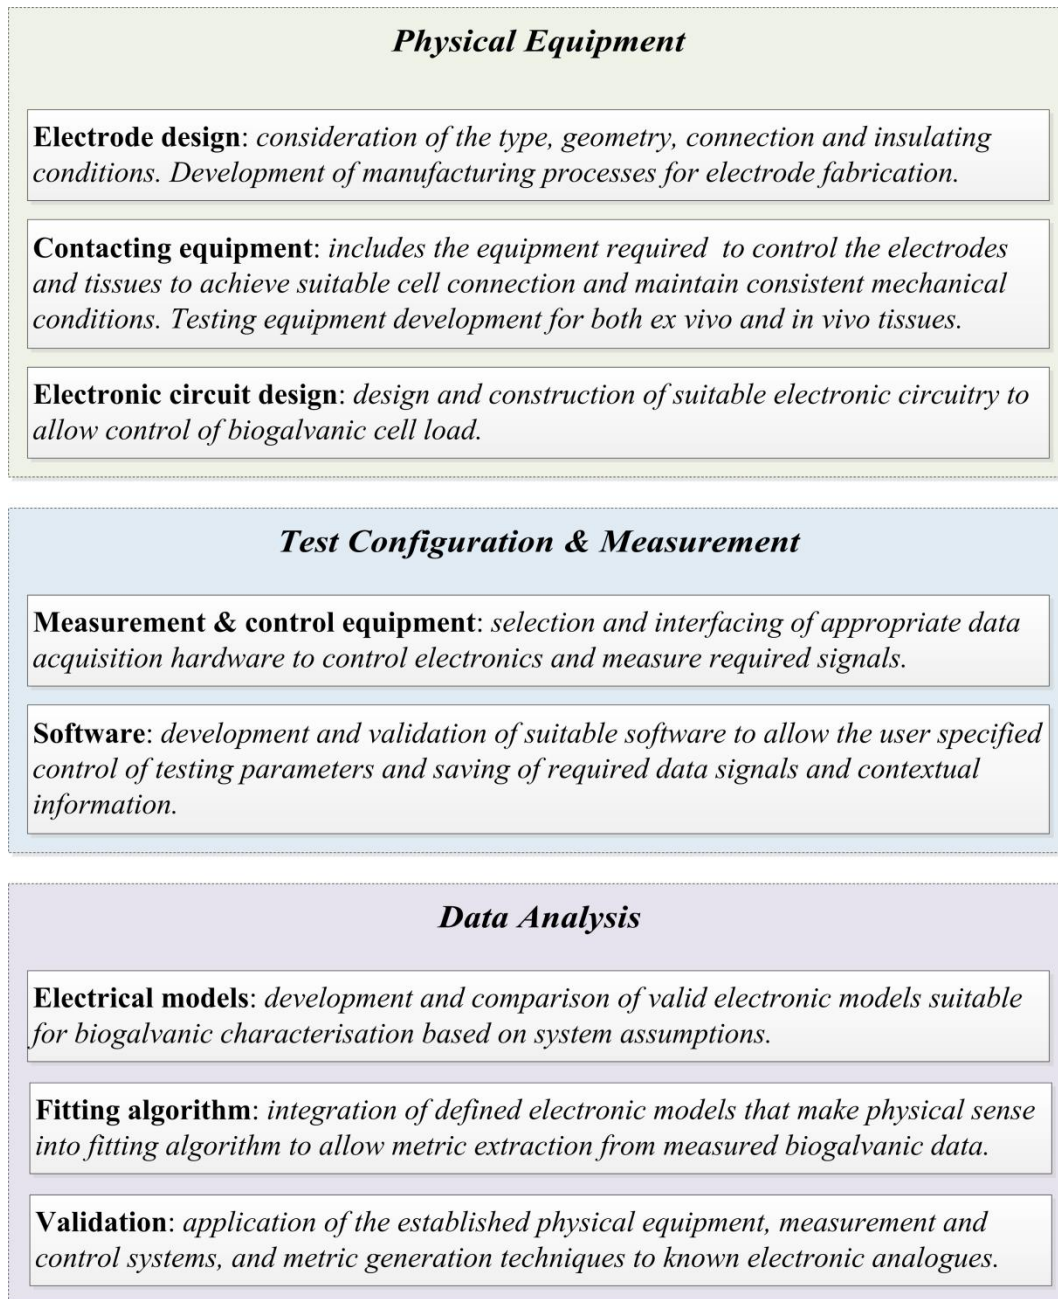 Physical Equipment
Electrode design: consideration of the type, geometry, connection and insulating
conditions. Development of manufacturing processes for electrode fabrication.
Contacting equipment: includes the equipment required to control the electrodes
and tissues to achieve suitable cell connection and maintain consistent mechanical
conditions. Testing equipment development for both ex vivo and in vivo tissues.
Electronic circuit design: design and construction of suitable electronic circuitry to
allow control of biogalvanic cell load.
Test Configuration & Measurement
Measurement & control equipment: selection and interfacing of appropriate data
acquisition hardware to control electronics and measure required signals.
Software: development and validation of suitable software to allow the user specified
control of testing parameters and saving of required data signals and contextual
information.
Data Analysis
Electrical models: development and comparison of valid electronic models suitable
for biogalvanic characterisation based on system assumptions.
Fitting algorithm: integration of defined electronic models that make physical sense
into fitting algorithm to allow metric extraction from measured biogalvanic data.
Validation: application of the established physical equipment, measurement and
control systems, and metric generation techniques to known electronic analogues.